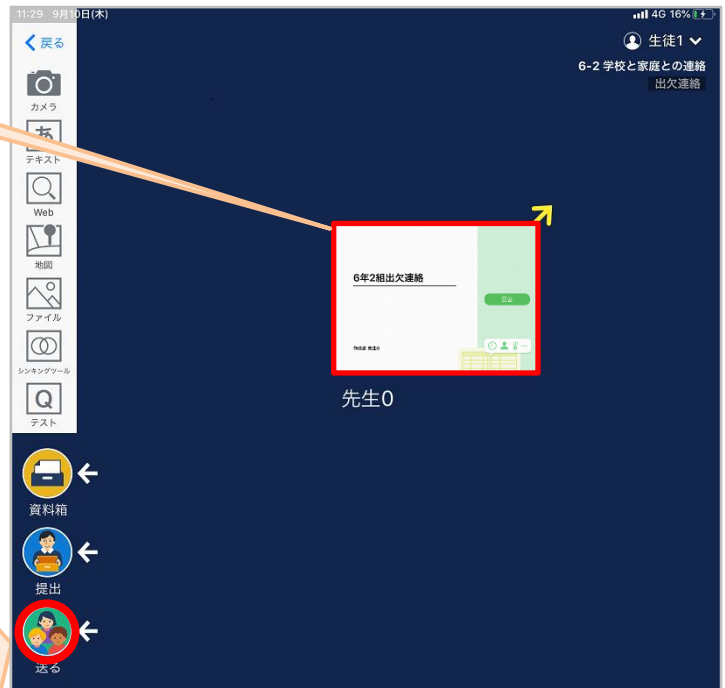 11:29 9月10日(木)
4G 16%
戻る
生徒1
6-2 学校と家庭との連絡
出欠連絡
カメラ
あ
テキスト
Web
地図
ファイル
シンキングツール
Q
テスト
6年2組出欠連絡
先生0
資料箱
提出
送る